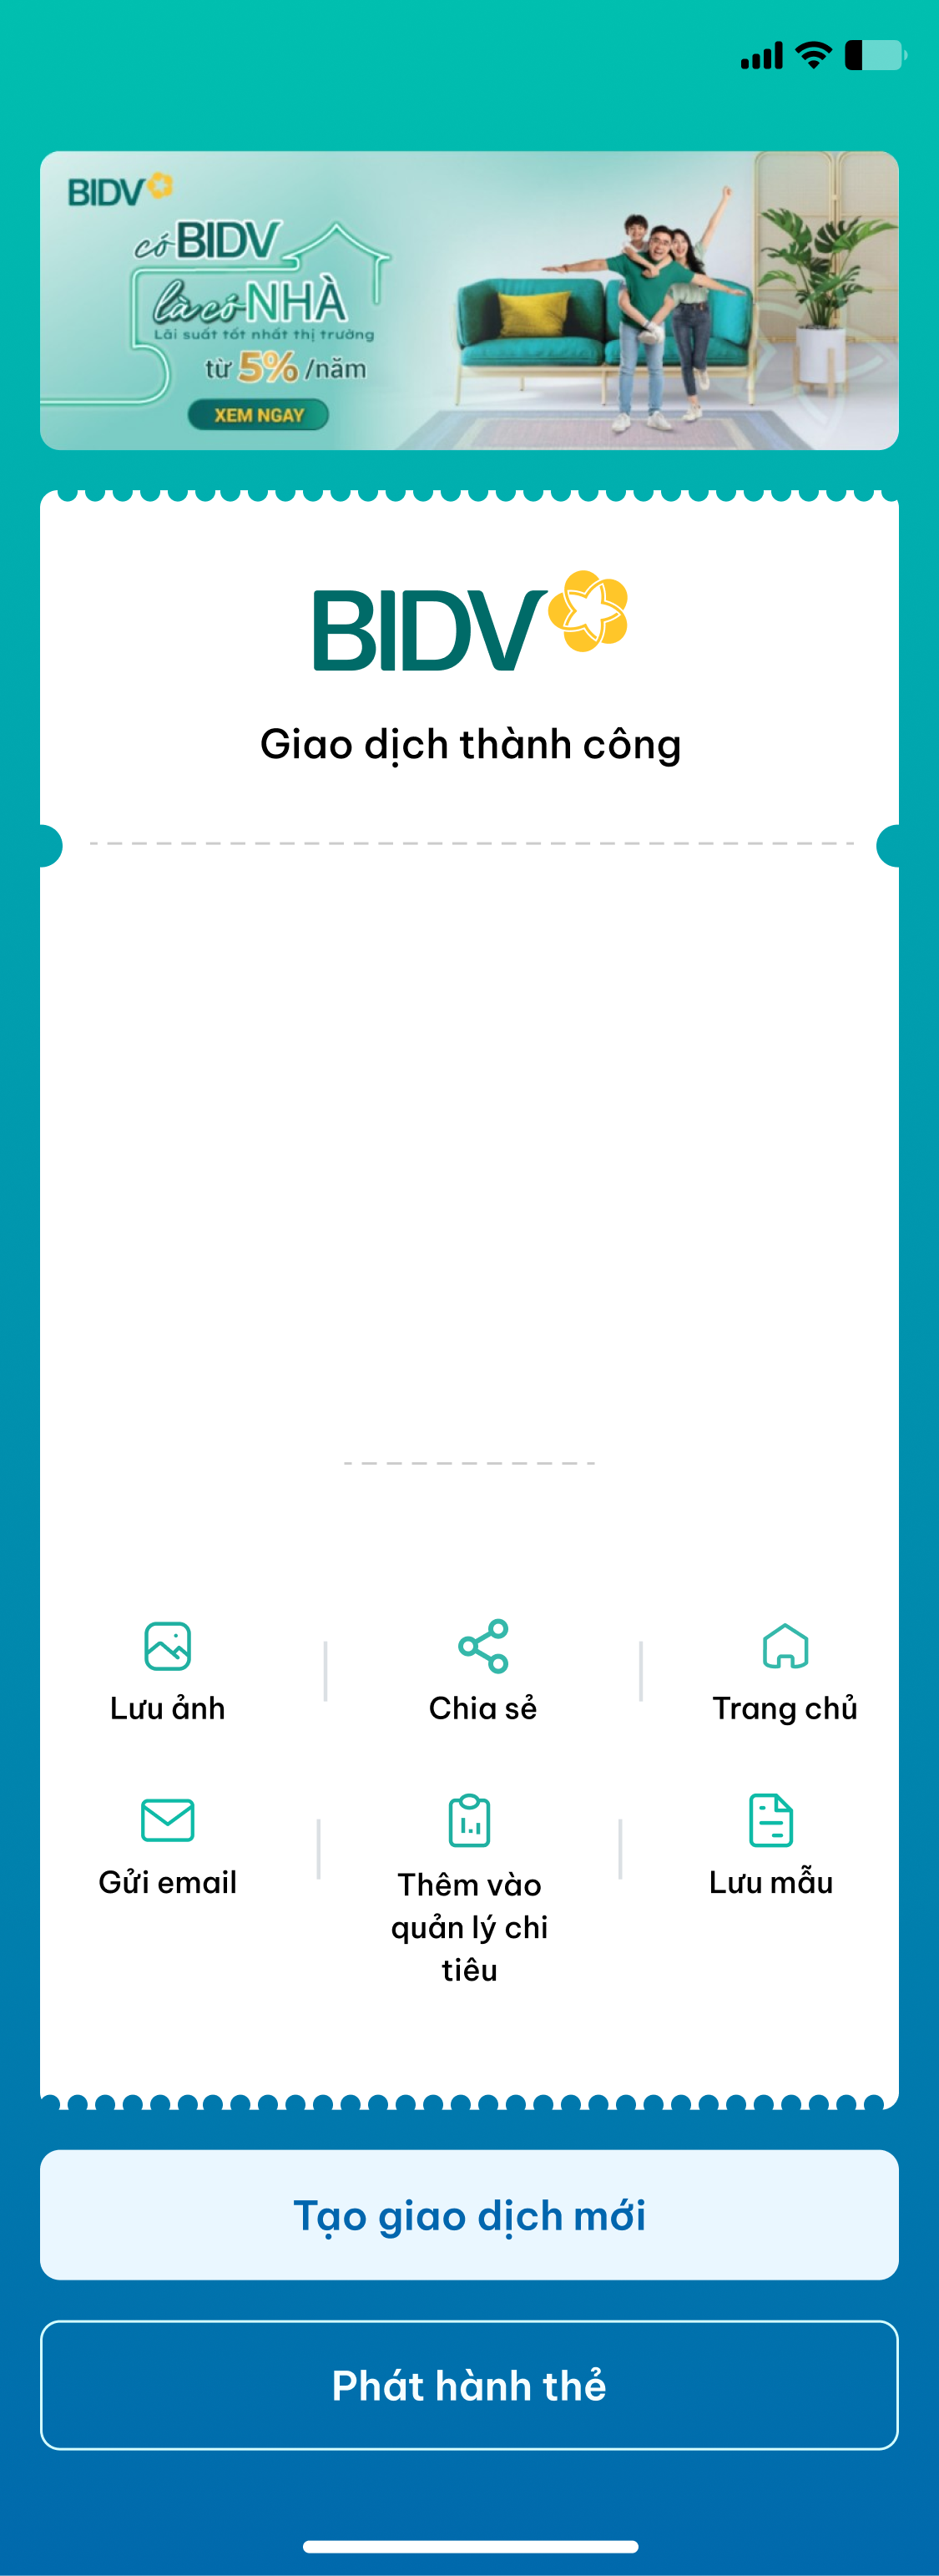 BIDV
có BIDV
là có NHÀ
Lãi suất tốt nhất thị trường
từ 5% /năm
XEM NGAY
BIDV
Giao dịch thành công
Lưu ảnh
Chia sẻ
Trang chủ
Gửi email
Thêm vào
quản lý chi
tiêu
Lưu mẫu
Tạo giao dịch mới
Phát hành thẻ